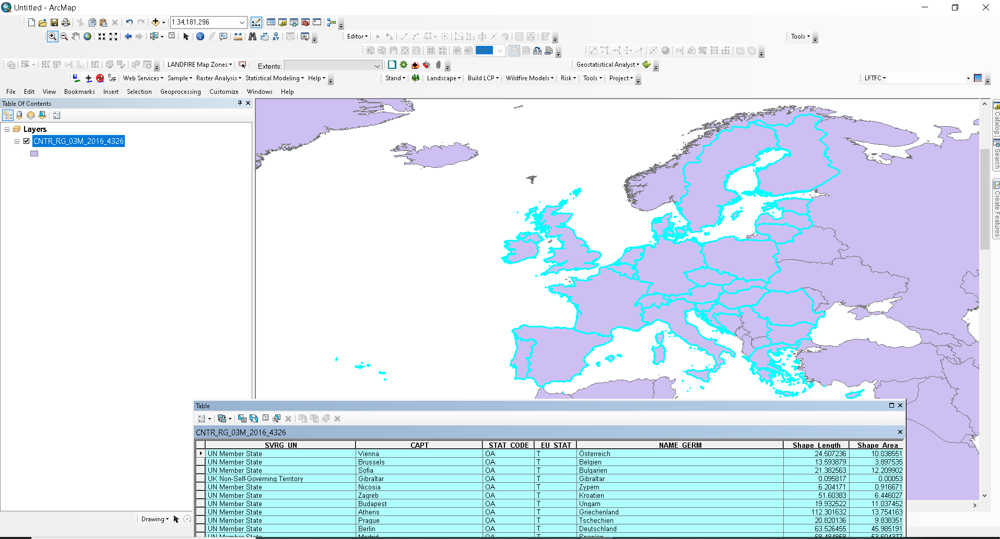 Untitled - ArcMap
1:34,181,296
Editor
Tools
100%
LANDFIRE Map Zones
Extents:
Geostatistical Analyst
Web Services
Sample
Raster Analysis
Statistical Modeling
Help
Stand
Landscape
Build LCP
Wildfire Models
Risk
Tools
Project
LFTFC
File Edit View Bookmarks Insert Selection Geoprocessing Customize Windows Help
Table Of Contents
Layers
CNTR_RG_03M_2016_4326
Catalog
Search
Create Features
Drawing
Table
CNTR_RG_03M_2016_4326
SVRG_UN CAPT STAT_CODE EU_STAT NAME_GERM Shape_Length Shape_Area
UN Member State Vienna OA T Österreich 24.507236 10.038551
UN Member State Brussels OA T Belgien 13.593879 3.897535
UN Member State Sofia OA T Bulgarien 21.382563 12.209902
UK Non-Self-Governing Territory Gibraltar OA T Gibraltar 0.095817 0.00053
UN Member State Nicosia OA T Zypern 6.204171 0.916671
UN Member State Zagreb OA T Kroatien 51.60383 6.446027
UN Member State Budapest OA T Ungarn 19.932522 11.037452
UN Member State Athens OA T Griechenland 112.301632 13.754163
UN Member State Prague OA T Tschechien 20.820136 9.838351
UN Member State Berlin OA T Deutschland 63.526455 45.985191
UN Member State Madrid OA T Spanien 68.484858 53.604377